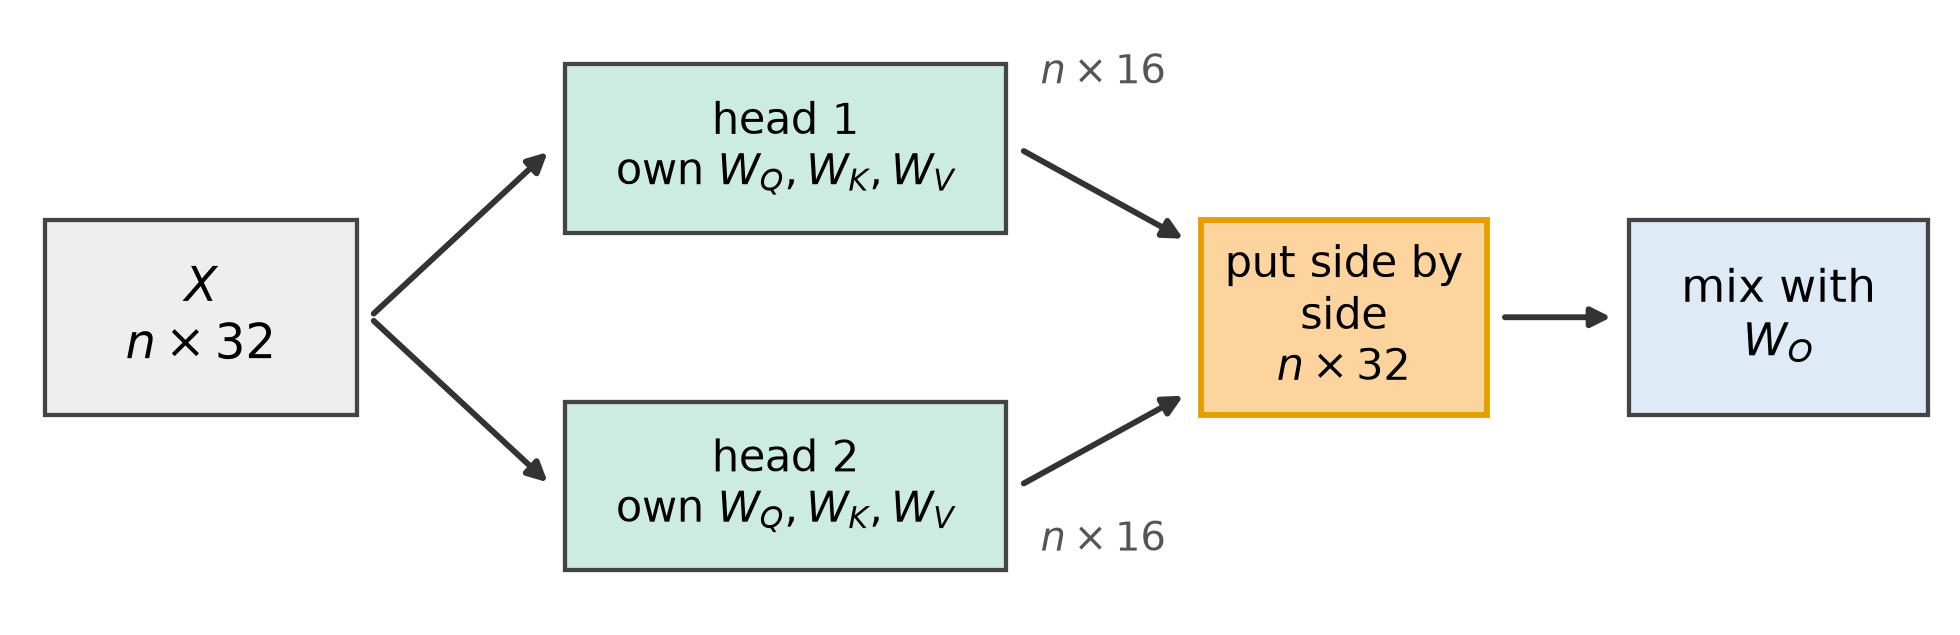 X
n × 32
head 1
own W_Q, W_K, W_V
n × 16
head 2
own W_Q, W_K, W_V
n × 16
put side by
side
n × 32
mix with
W_O